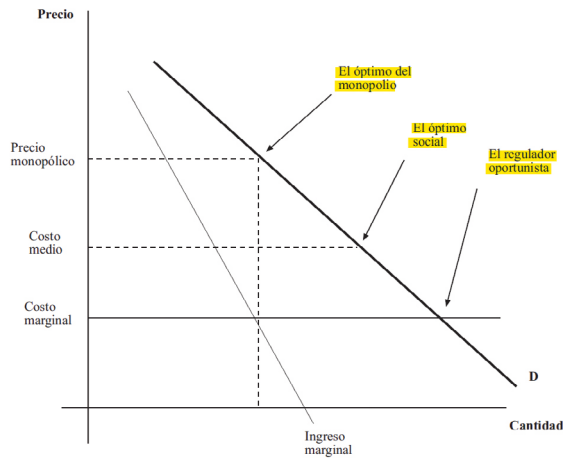 Precio
El óptimo del
monopolio
El óptimo
social
El regulador
oportunista
Precio
monopólico
Costo
medio
Costo
marginal
D
Cantidad
Ingreso
marginal